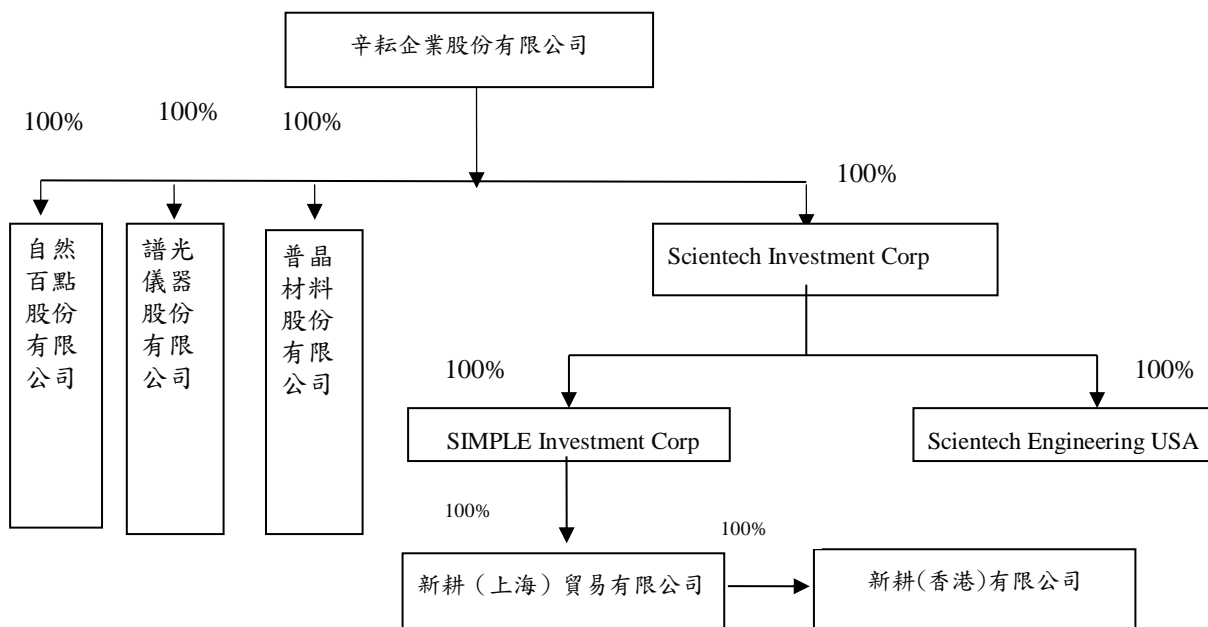 辛耘企業股份有限公司
100%
100%
100%
100%
自然
百點
股份
有限
公司
譜光
儀器
股份
有限
公司
普晶
材料
股份
有限
公司
Scientech Investment Corp
100%
100%
SIMPLE Investment Corp
Scientech Engineering USA
100%
100%
新耕（上海）貿易有限公司
新耕(香港)有限公司